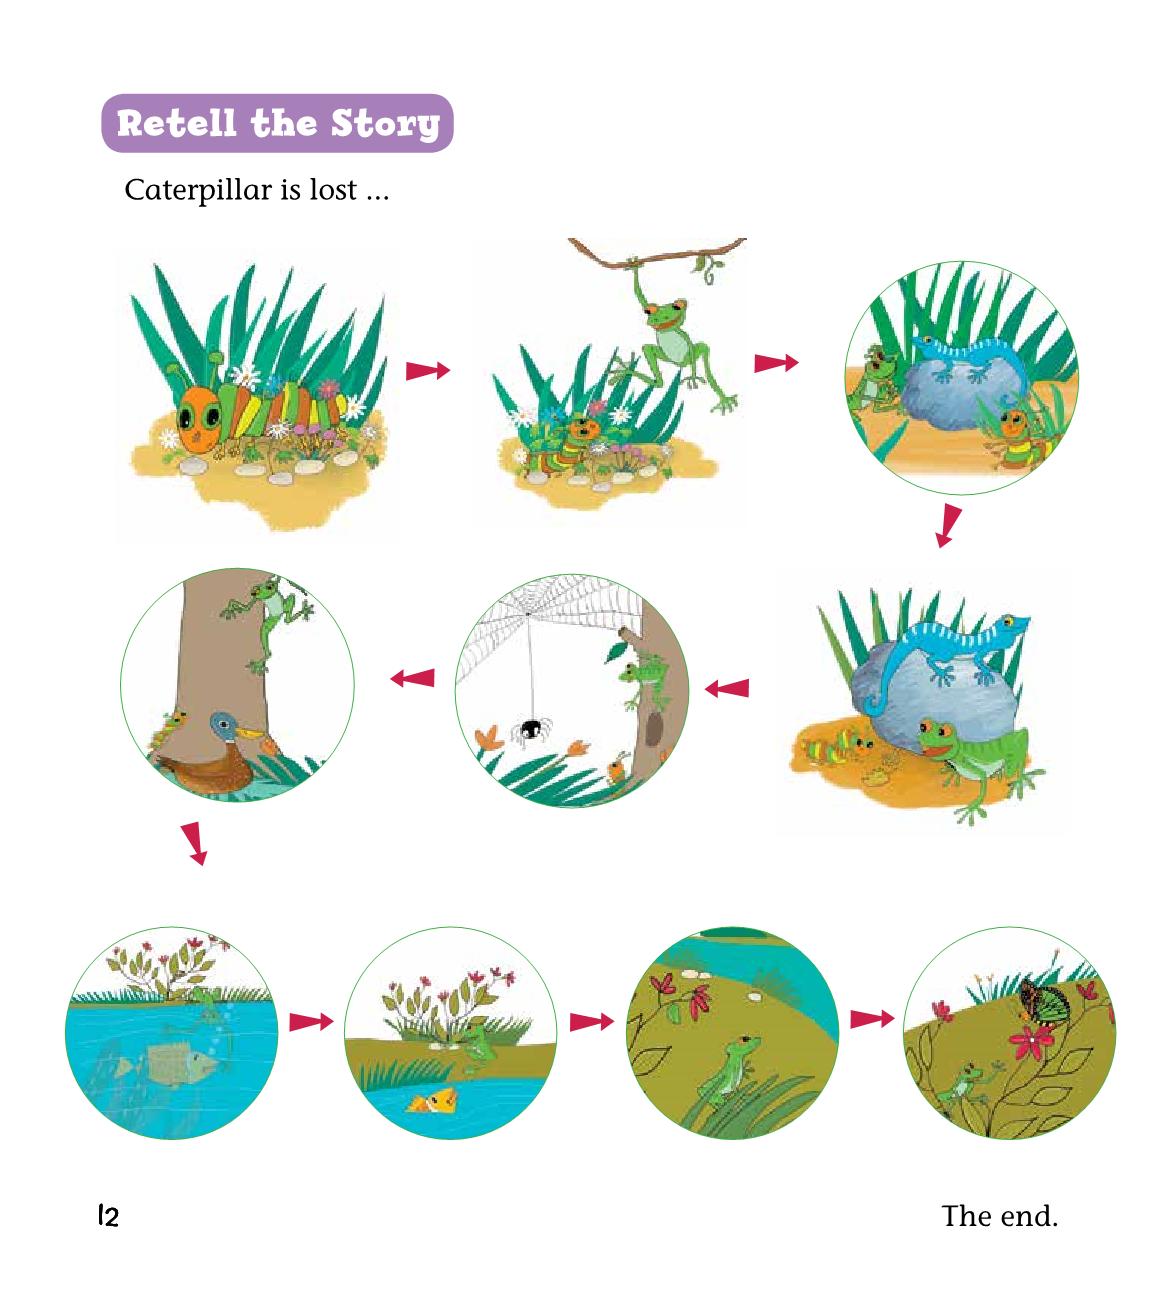 Retell the Story
Caterpillar is lost ...
12
The end.